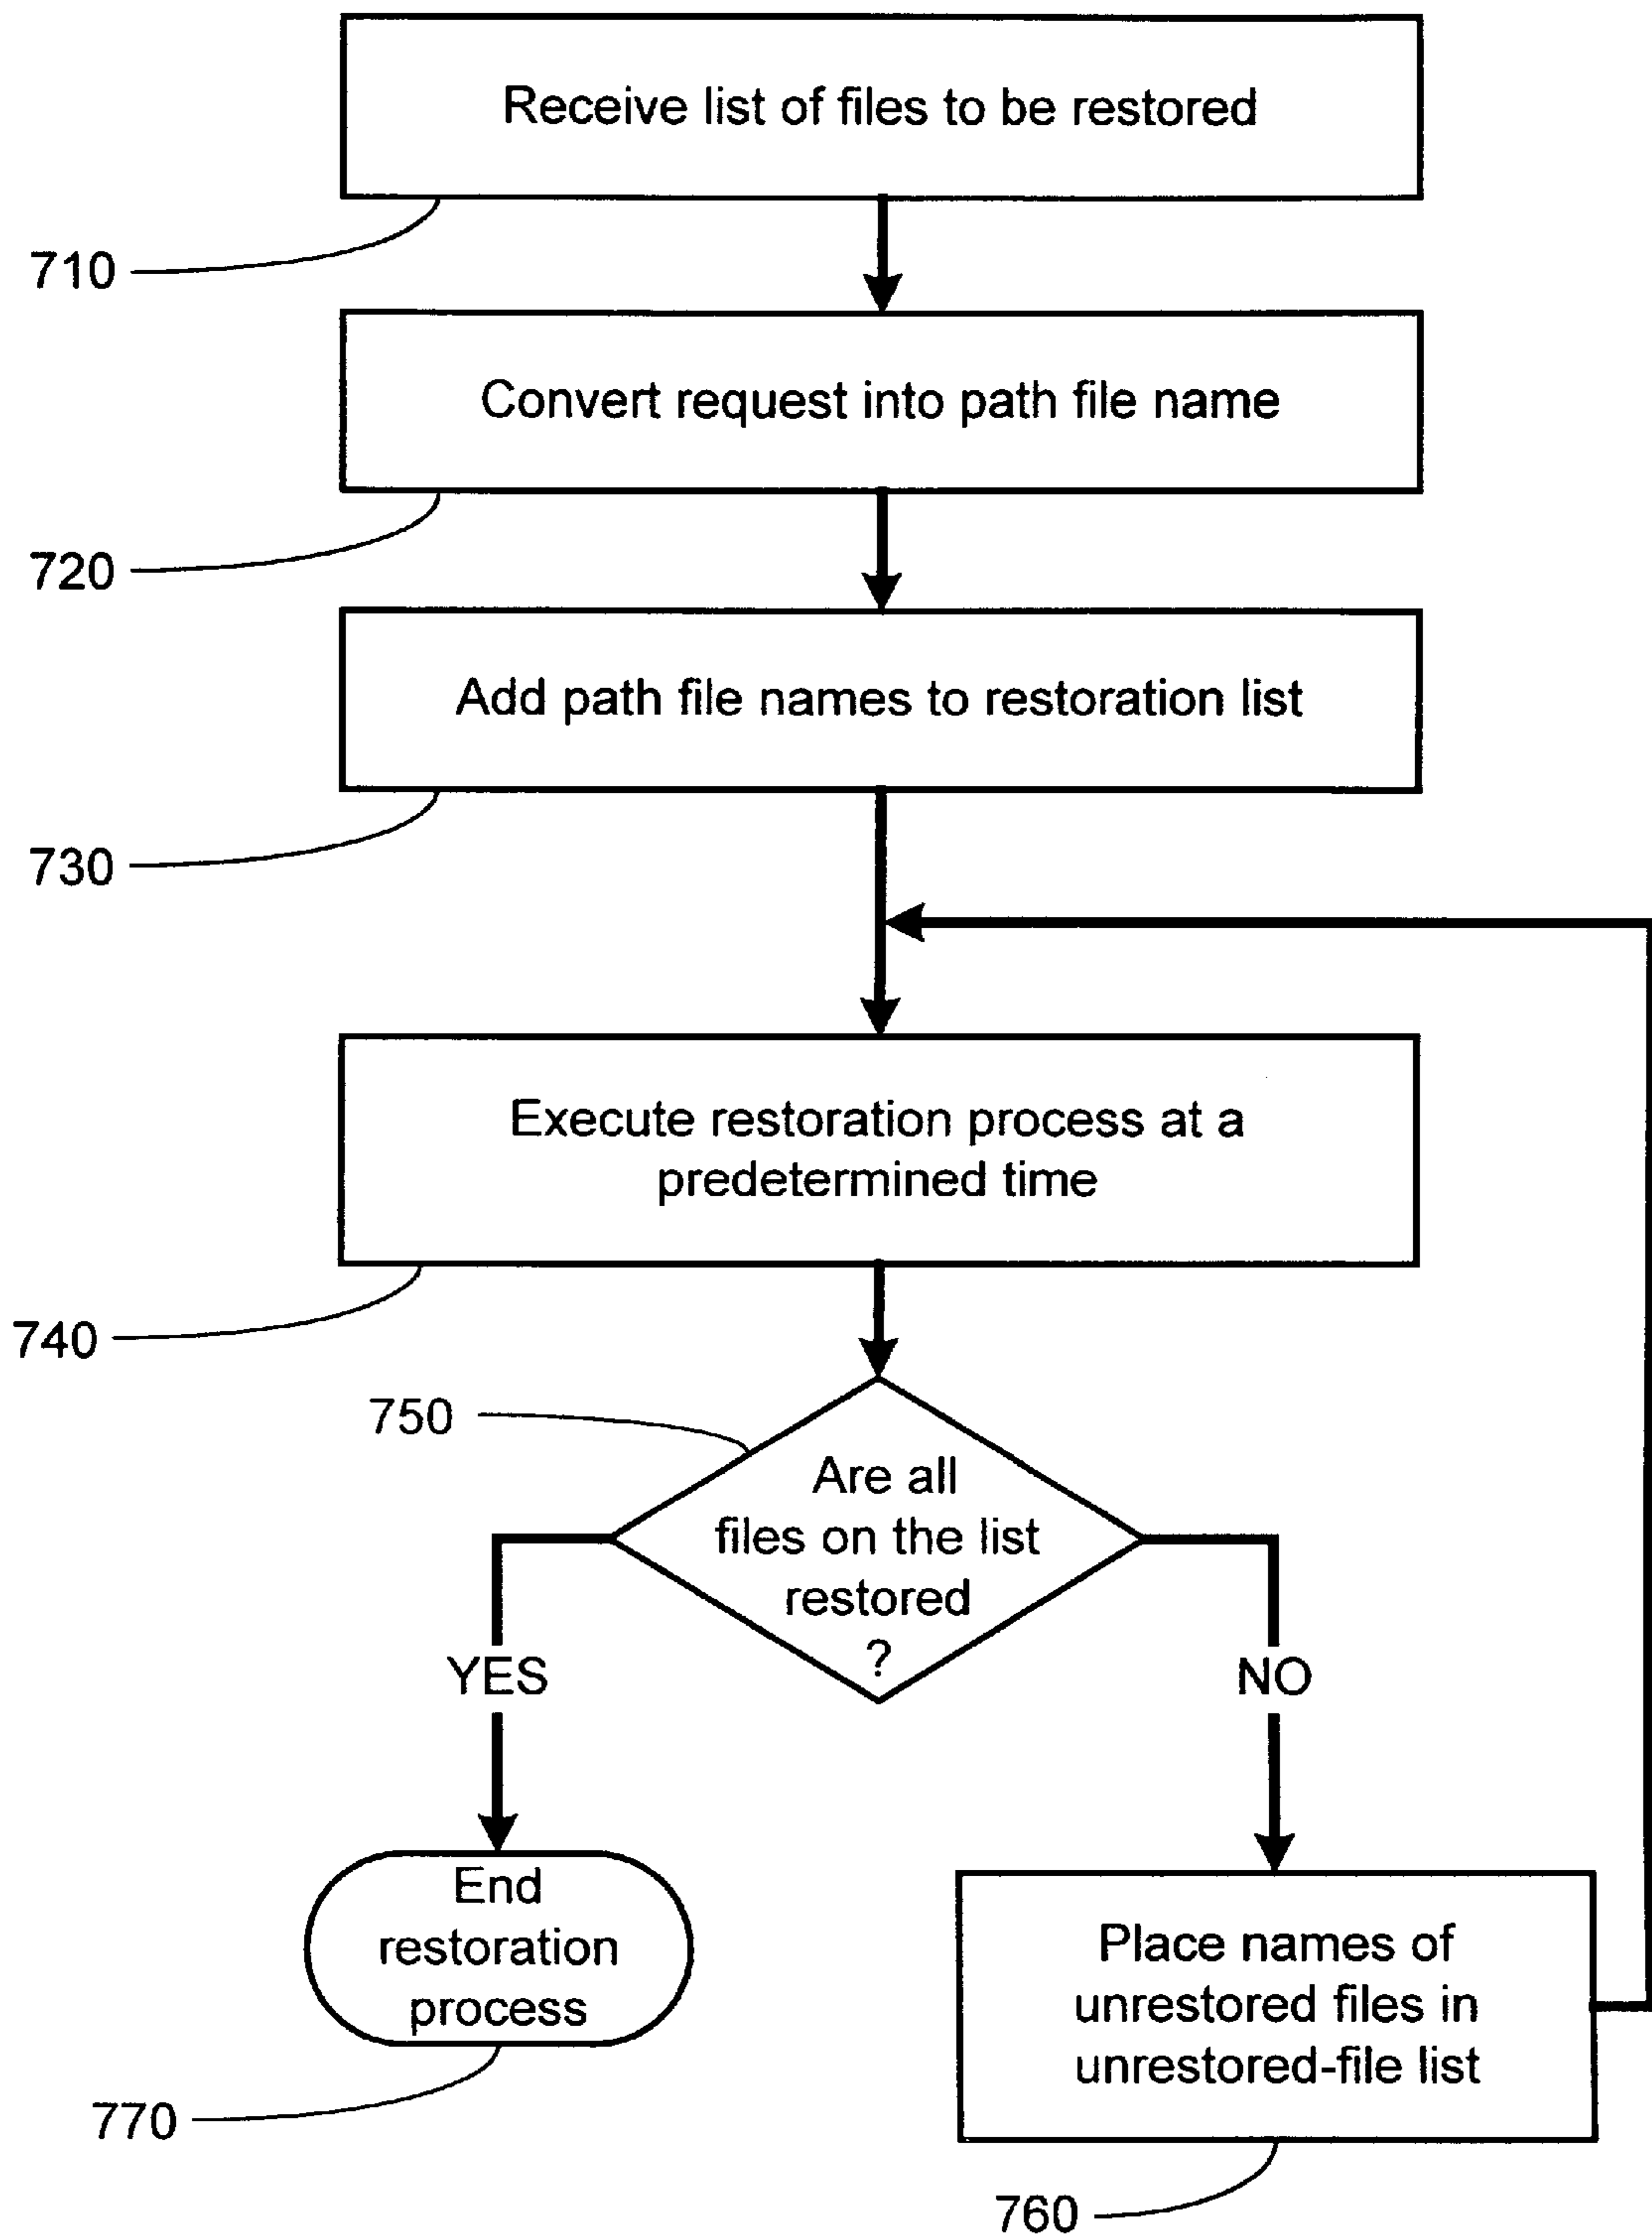 Receive list of files to be restored
710
Convert request into path file name
720
Add path file names to restoration list
730
Execute restoration process at a
predetermined time
740
750
Are all
files on the list
restored
?
YES
NO
End
restoration
process
770
Place names of
unrestored files in
unrestored-file list
760